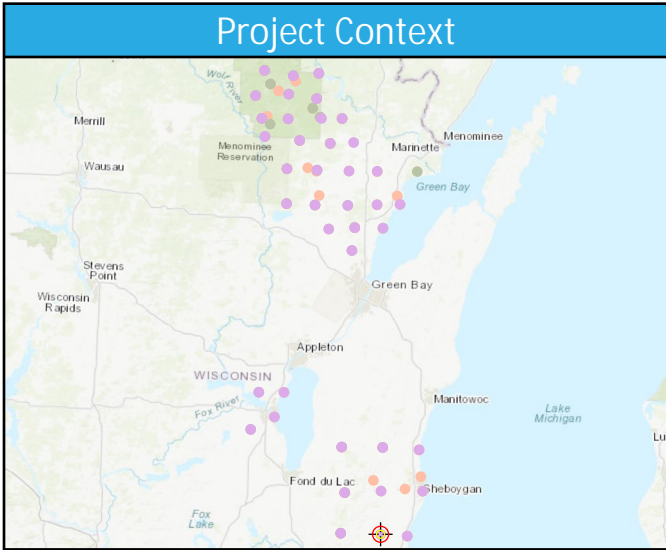 Project Context
Wolf
River
Merrill
Menominee
Marinette
Menominee
Reservation
Wausau
Green Bay
Stevens
Point
Green Bay
Wisconsin
Rapids
Appleton
WISCONSIN
Fox River
Manitowoc
Lake
Michigan
Lu
Fond du Lac
Sheboygan
Fox
Lake